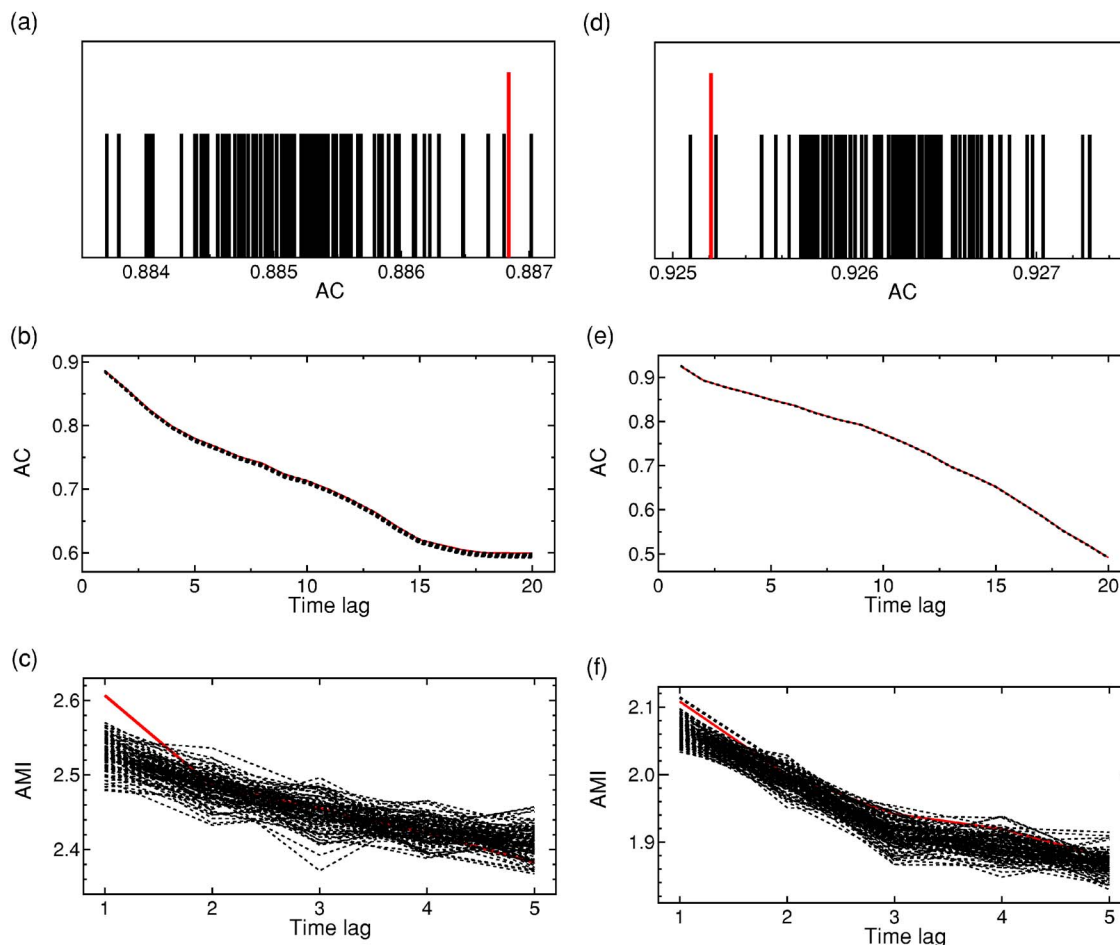 (a)
0.884 0.885 0.886 0.887
AC
(d)
0.925 0.926 0.927
AC
(b)
0.9
0.8
0.7
0.6
AC
0 5 10 15 20
Time lag
(e)
0.9
0.8
0.7
0.6
0.5
AC
0 5 10 15 20
Time lag
(c)
2.6
2.5
2.4
AMI
1 2 3 4 5
Time lag
(f)
2.1
2.0
1.9
AMI
1 2 3 4 5
Time lag